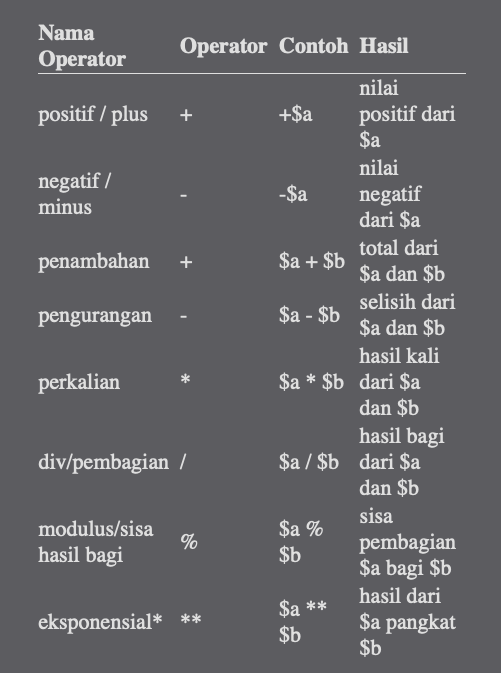 Nama Operator Operator Contoh Hasil
positif / plus + +$a nilai positif dari $a
negatif / minus - -$a nilai negatif dari $a
penambahan + $a + $b total dari $a dan $b
pengurangan - $a - $b selisih dari $a dan $b
perkalian * $a * $b hasil kali dari $a dan $b
div/pembagian / $a / $b hasil bagi dari $a dan $b
modulus/sisa hasil bagi % $a % $b sisa pembagian $a bagi $b
eksponensial* ** $a ** $b hasil dari $a pangkat $b